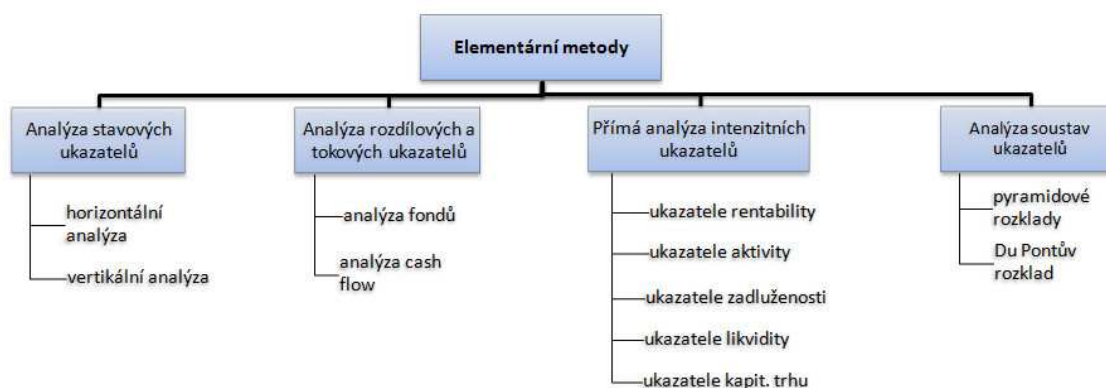 Elementární metody
Analýza stavových
ukazatelů
horizontální
analýza
vertikální analýza
Analýza rozdílových a
tokových ukazatelů
analýza fondů
analýza cash
flow
Přímá analýza intenzitních
ukazatelů
ukazatele rentability
ukazatele aktivity
ukazatele zadluženosti
ukazatele likvidity
ukazatele kapit. trhu
Analýza soustav
ukazatelů
pyramidové
rozklady
Du Pontův
rozklad